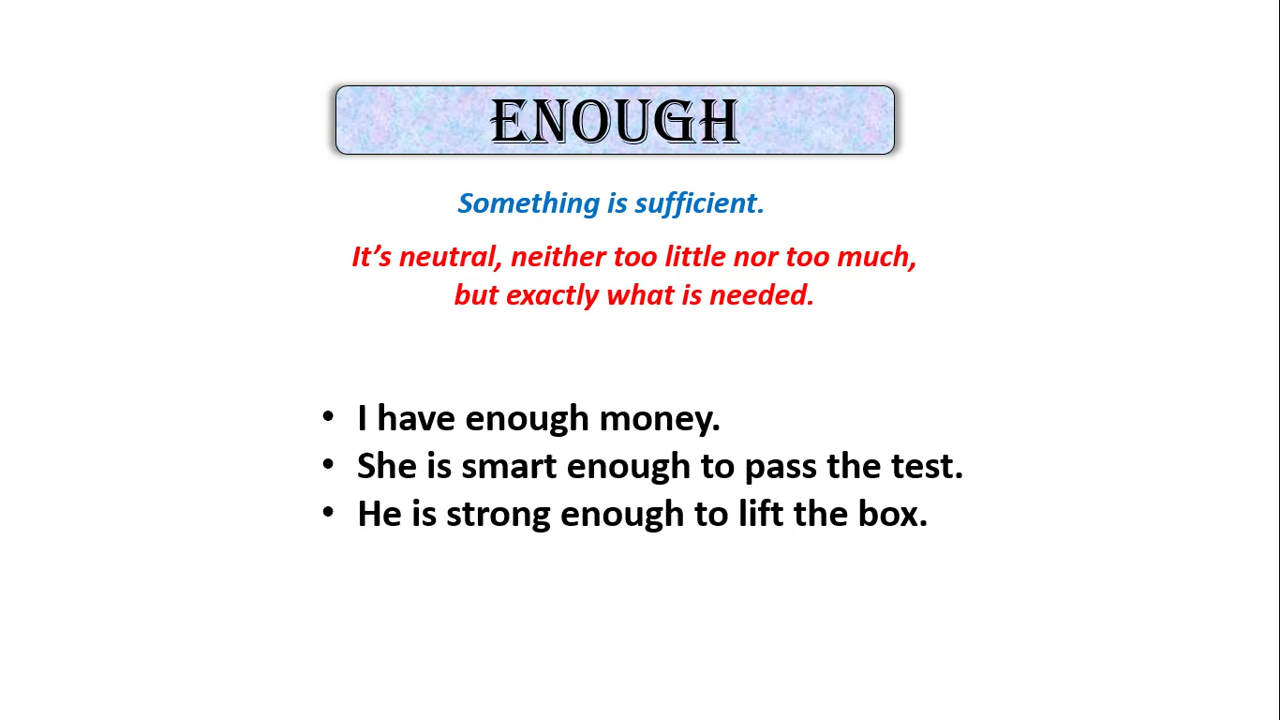 ENOUGH
Something is sufficient.
It's neutral, neither too little nor too much,
but exactly what is needed.
• I have enough money.
• She is smart enough to pass the test.
• He is strong enough to lift the box.